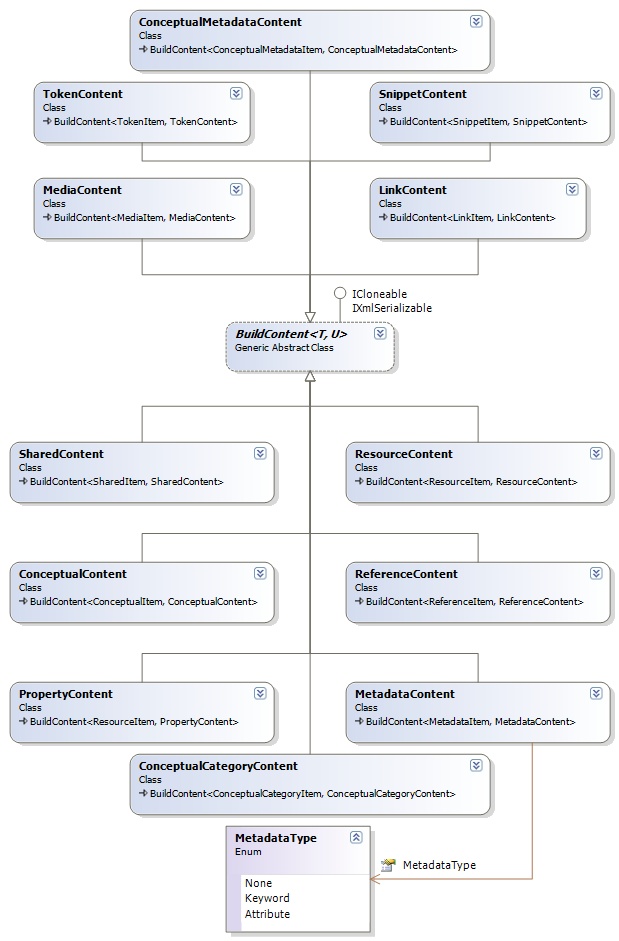 ConceptualMetadataContent
Class
BuildContent<ConceptualMetadataItem, ConceptualMetadataContent>
TokenContent
Class
BuildContent<TokenItem, TokenContent>
SnippetContent
Class
BuildContent<SnippetItem, SnippetContent>
MediaContent
Class
BuildContent<MediaItem, MediaContent>
LinkContent
Class
BuildContent<LinkItem, LinkContent>
ICloneable
IXmlSerializable
BuildContent<T, U>
Generic Abstract Class
SharedContent
Class
BuildContent<SharedItem, SharedContent>
ResourceContent
Class
BuildContent<ResourceItem, ResourceContent>
ConceptualContent
Class
BuildContent<ConceptualItem, ConceptualContent>
ReferenceContent
Class
BuildContent<ReferenceItem, ReferenceContent>
PropertyContent
Class
BuildContent<ResourceItem, PropertyContent>
MetadataContent
Class
BuildContent<MetadataItem, MetadataContent>
ConceptualCategoryContent
Class
BuildContent<ConceptualCategoryItem, ConceptualCategoryContent>
MetadataType
Enum
None
Keyword
Attribute
MetadataType